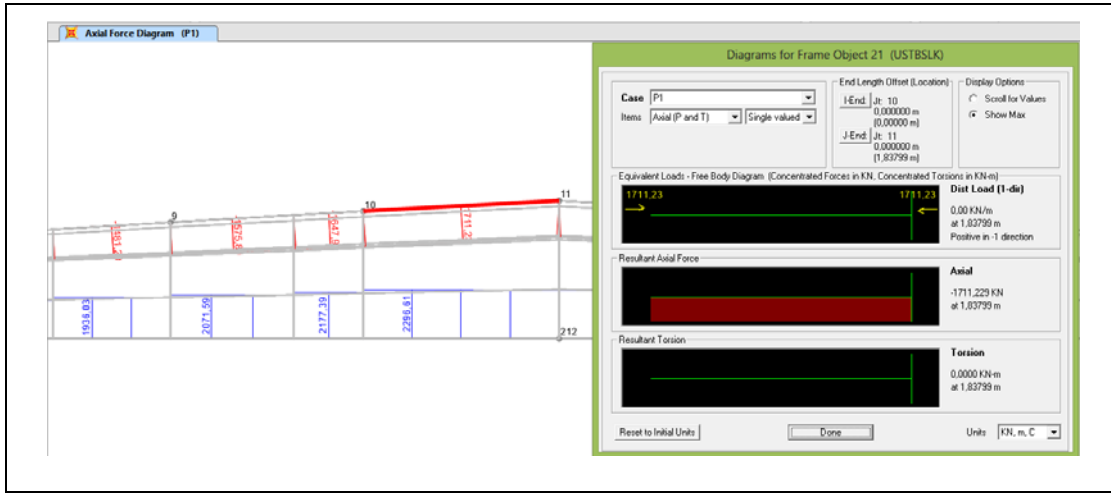 Axial Force Diagram (P1)
11
10
9
-1575,8
-1647,9
-1711,2
1936,03
2071,59
2177,39
2296,61
212
Diagrams for Frame Object 21 (USTBSLK)
Case P1
Items Axial (P and T) Single valued
End Length Offset (Location)
I-End: Jt: 10
0,000000 m
(0,00000 m)
J-End: Jt: 11
0,000000 m
(1,83799 m)
Display Options
Scroll for Values
Show Max
Equivalent Loads - Free Body Diagram (Concentrated Forces in KN, Concentrated Torsions in KN-m)
1711,23 1711,23
Dist Load (1-dir)
0,00 KN/m
at 1,83799 m
Positive in -1 direction
Resultant Axial Force
Axial
-1711,229 KN
at 1,83799 m
Resultant Torsion
Torsion
0,0000 KN-m
at 1,83799 m
Reset to Initial Units
Done
Units KN, m, C